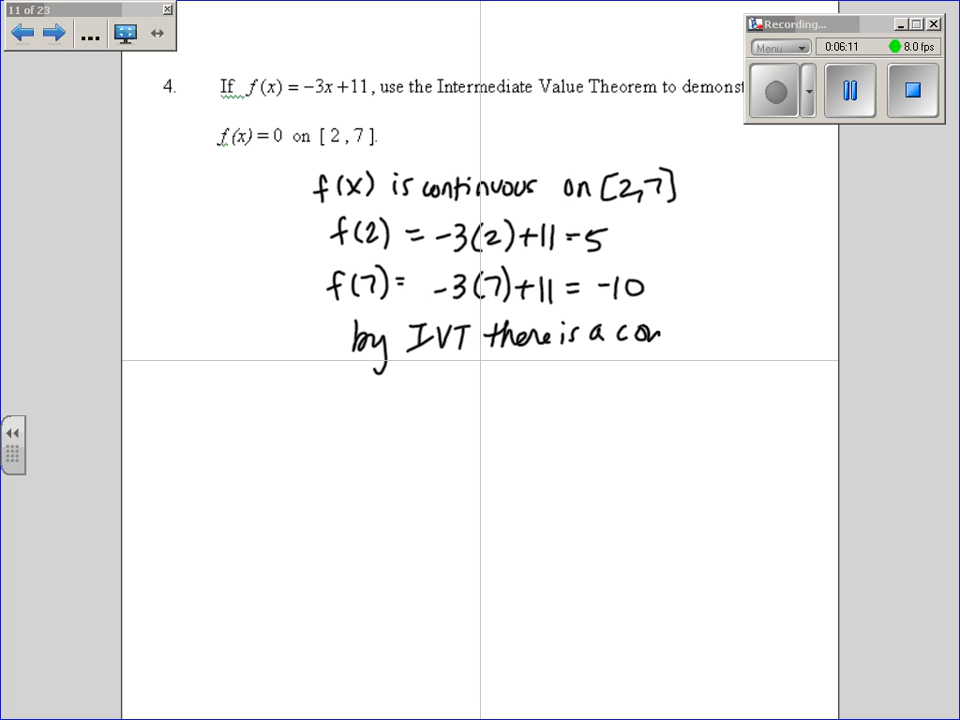 11 of 23
Recording...
Menu
0:06:11
8.0 fps
4. If f(x) = −3x+11, use the Intermediate Value Theorem to
f(x) = 0 on [ 2 , 7 ].
f(x) is continuous on [2,7]
f(2) = -3(2)+11 = 5
f(7) = -3(7)+11 = -10
by IVT there is a c on